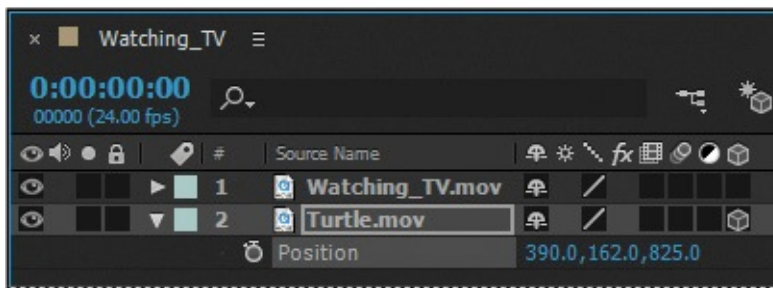 Watching_TV
0:00:00:00
00000 (24.00 fps)
# Source Name fx
1 Watching_TV.mov
2 Turtle.mov
Position 390.0,162.0,825.0